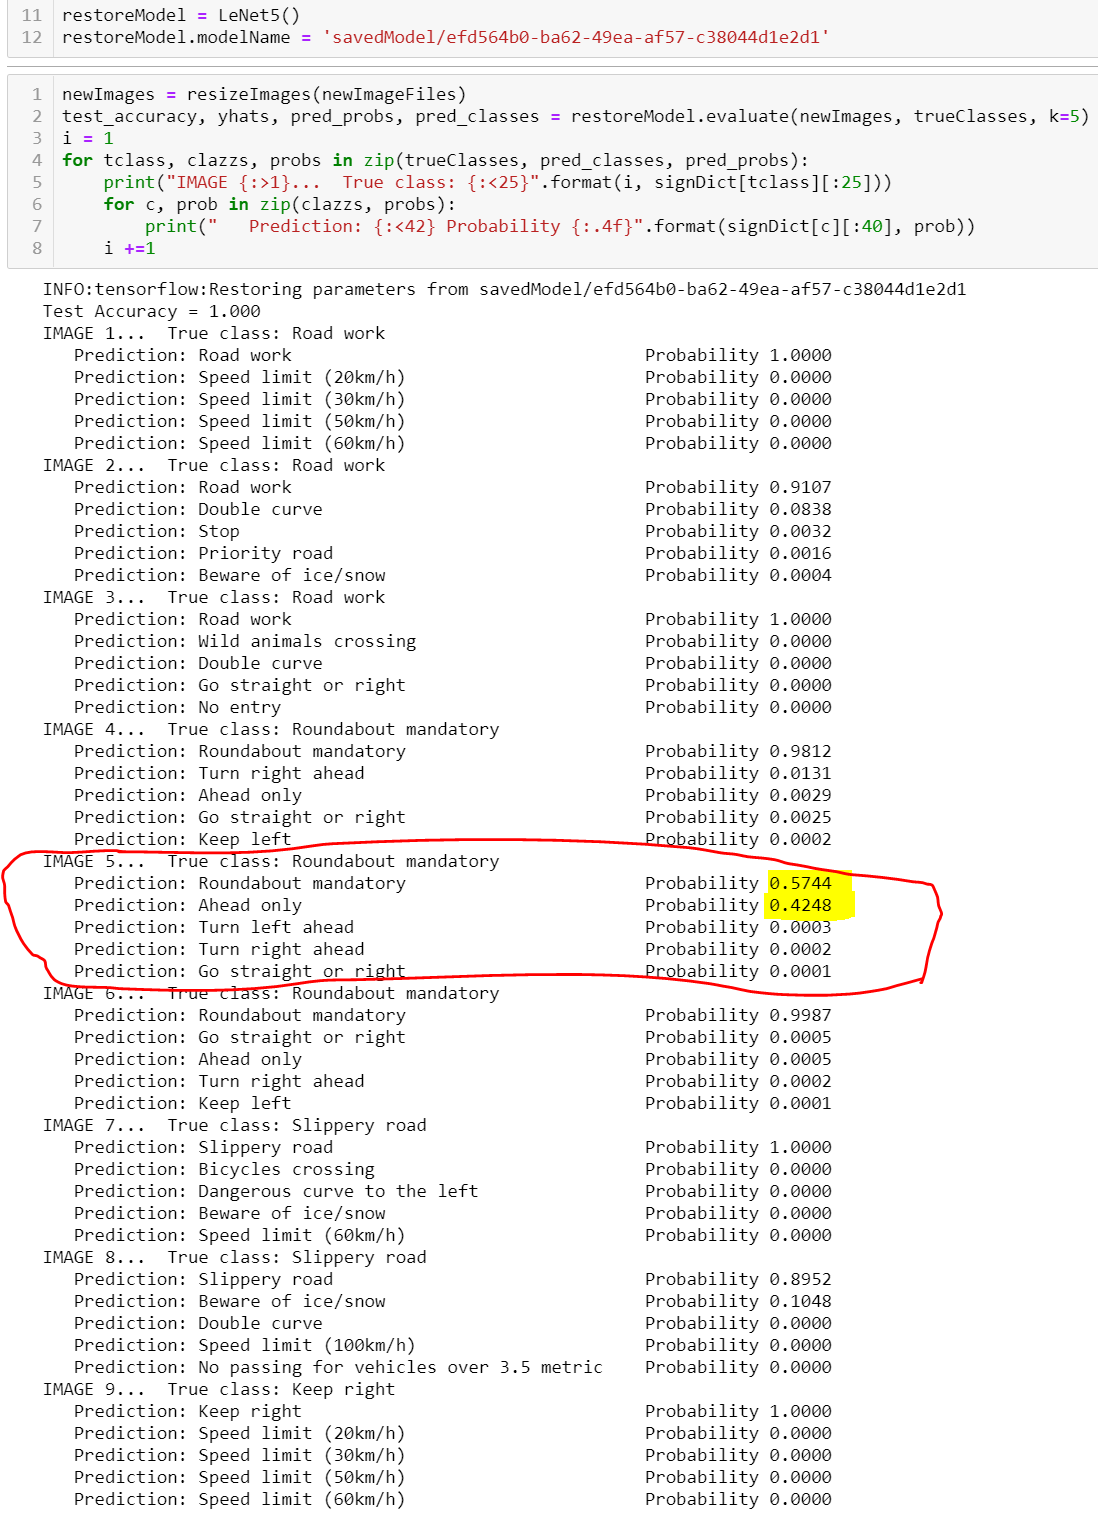 11 restoreModel = LeNet5()
12 restoreModel.modelName = 'savedModel/efd564b0-ba62-49ea-af57-c38044d1e2d1'
1 newImages = resizeImages(newImageFiles)
2 test_accuracy, yhats, pred_probs, pred_classes = restoreModel.evaluate(newImages, trueClasses, k=5)
3 i = 1
4 for tclass, clazzs, probs in zip(trueClasses, pred_classes, pred_probs):
5     print("IMAGE {:>1}...  True class: {:<25}".format(i, signDict[tclass][:25]))
6     for c, prob in zip(clazzs, probs):
7         print("   Prediction: {:<42} Probability {:.4f}".format(signDict[c][:40], prob))
8     i +=1
INFO:tensorflow:Restoring parameters from savedModel/efd564b0-ba62-49ea-af57-c38044d1e2d1
Test Accuracy = 1.000
IMAGE 1...  True class: Road work
Prediction: Road work Probability 1.0000
Prediction: Speed limit (20km/h) Probability 0.0000
Prediction: Speed limit (30km/h) Probability 0.0000
Prediction: Speed limit (50km/h) Probability 0.0000
Prediction: Speed limit (60km/h) Probability 0.0000
IMAGE 2...  True class: Road work
Prediction: Road work Probability 0.9107
Prediction: Double curve Probability 0.0838
Prediction: Stop Probability 0.0032
Prediction: Priority road Probability 0.0016
Prediction: Beware of ice/snow Probability 0.0004
IMAGE 3...  True class: Road work
Prediction: Road work Probability 1.0000
Prediction: Wild animals crossing Probability 0.0000
Prediction: Double curve Probability 0.0000
Prediction: Go straight or right Probability 0.0000
Prediction: No entry Probability 0.0000
IMAGE 4...  True class: Roundabout mandatory
Prediction: Roundabout mandatory Probability 0.9812
Prediction: Turn right ahead Probability 0.0131
Prediction: Ahead only Probability 0.0029
Prediction: Go straight or right Probability 0.0025
Prediction: Keep left Probability 0.0002
IMAGE 5...  True class: Roundabout mandatory
Prediction: Roundabout mandatory Probability 0.5744
Prediction: Ahead only Probability 0.4248
Prediction: Turn left ahead Probability 0.0003
Prediction: Turn right ahead Probability 0.0002
Prediction: Go straight or right Probability 0.0001
IMAGE 6...  True class: Roundabout mandatory
Prediction: Roundabout mandatory Probability 0.9987
Prediction: Go straight or right Probability 0.0005
Prediction: Ahead only Probability 0.0005
Prediction: Turn right ahead Probability 0.0002
Prediction: Keep left Probability 0.0001
IMAGE 7...  True class: Slippery road
Prediction: Slippery road Probability 1.0000
Prediction: Bicycles crossing Probability 0.0000
Prediction: Dangerous curve to the left Probability 0.0000
Prediction: Beware of ice/snow Probability 0.0000
Prediction: Speed limit (60km/h) Probability 0.0000
IMAGE 8...  True class: Slippery road
Prediction: Slippery road Probability 0.8952
Prediction: Beware of ice/snow Probability 0.1048
Prediction: Double curve Probability 0.0000
Prediction: Speed limit (100km/h) Probability 0.0000
Prediction: No passing for vehicles over 3.5 metric Probability 0.0000
IMAGE 9...  True class: Keep right
Prediction: Keep right Probability 1.0000
Prediction: Speed limit (20km/h) Probability 0.0000
Prediction: Speed limit (30km/h) Probability 0.0000
Prediction: Speed limit (50km/h) Probability 0.0000
Prediction: Speed limit (60km/h) Probability 0.0000